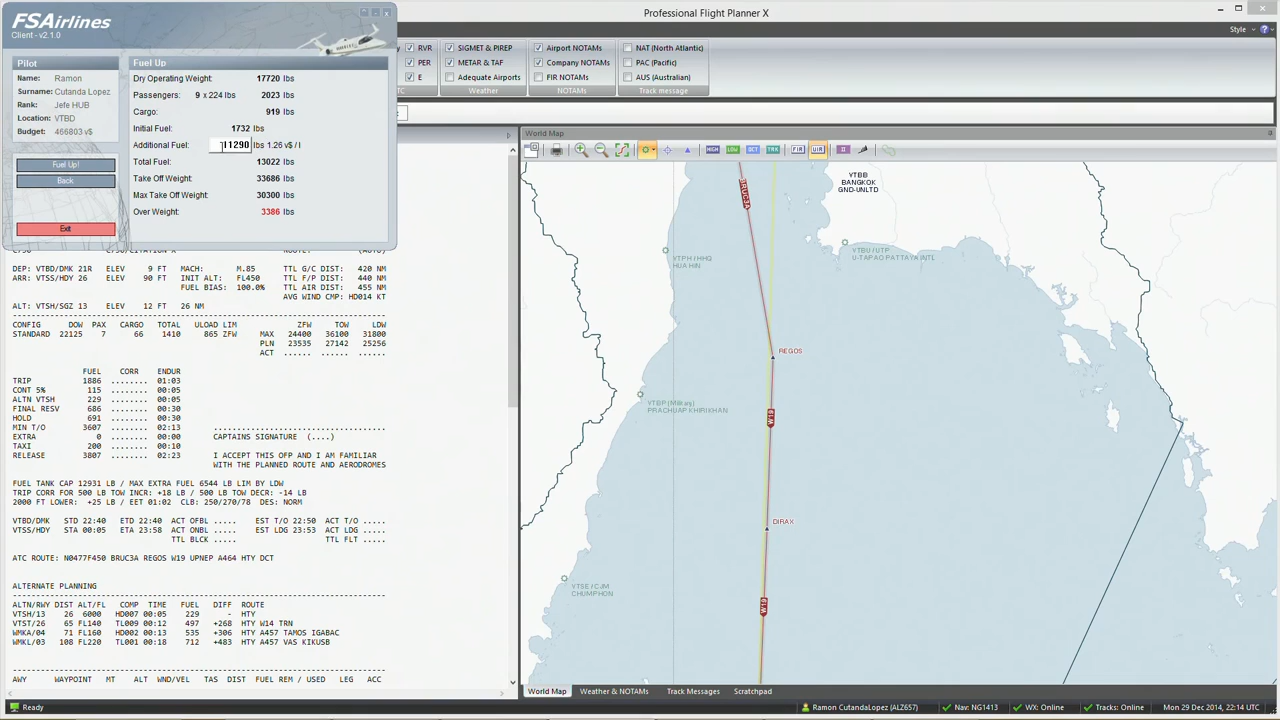 FSAirlines
Client - v2.1.0
Professional Flight Planner X
Style
Pilot
Name: Ramon
Surname: Cutanda Lopez
Rank: Jefe HUB
Location: VTBD
Budget: 466803 v$
Fuel Up!
Back
Exit
Fuel Up
Dry Operating Weight: 17720 lbs
Passengers: 9 x 224 lbs 2023 lbs
Cargo: 919 lbs
Initial Fuel: 1732 lbs
Additional Fuel: 11290 lbs 1.26 v$ / l
Total Fuel: 13022 lbs
Take Off Weight: 33686 lbs
Max Take Off Weight: 30300 lbs
Over Weight: 3386 lbs
RVR SIGMET & PIREP Airport NOTAMs NAT (North Atlantic)
PER METAR & TAF Company NOTAMs PAC (Pacific)
E Adequate Airports FIR NOTAMs AUS (Australian)
TC Weather NOTAMs Track message
World Map
HIGH LOW OCT TRK FIR UIR
DEP: VTBD/DMK 21R ELEV 9 FT MACH: M.85 TTL G/C DIST: 420 NM
ARR: VTSS/HDY 26 ELEV 90 FT INIT ALT: FL450 TTL F/P DIST: 440 NM
FUEL BIAS: 100.0% TTL AIR DIST: 455 NM
AVG WIND CMP: HD014 KT
ALT: VTSH/SGZ 13 ELEV 12 FT 26 NM
CONFIG DOW PAX CARGO TOTAL ULOAD LIM ZFW TOW LDW
STANDARD 22125 7 66 1410 865 ZFW MAX 24400 36100 31800
PLN 23535 27142 25256
ACT ...... ...... ......
FUEL CORR ENDUR
TRIP 1886 ........ 01:03
CONT 5% 115 ........ 00:05
ALTN VTSH 229 ........ 00:05
FINAL RESV 686 ........ 00:30
HOLD 691 ........ 00:30
MIN T/O 3607 ........ 02:13
EXTRA 0 ........ 00:00 CAPTAINS SIGNATURE (....)
TAXI 200 ........ 00:10
RELEASE 3807 ........ 02:23 I ACCEPT THIS OFP AND I AM FAMILIAR
WITH THE PLANNED ROUTE AND AERODROMES
FUEL TANK CAP 12931 LB / MAX EXTRA FUEL 6544 LB LIM BY LDW
TRIP CORR FOR 500 LB TOW INCR: +18 LB / 500 LB TOW DECR: -14 LB
2000 FT LOWER: +25 LB / EET 01:02 CLB: 250/270/78 DES: NORM
VTBD/DMK STD 22:40 ETD 22:40 ACT OFBL ..... EST T/O 22:50 ACT T/O .....
VTSS/HDY STA 00:05 ETA 23:58 ACT ONBL ..... EST LDG 23:53 ACT LDG .....
TTL BLCK ..... TTL FLT .....
ATC ROUTE: N0477F450 BRUC3A REGOS W19 UPNEP A464 HTY DCT
ALTERNATE PLANNING
ALTN/RWY DIST ALT/FL COMP TIME FUEL DIFF ROUTE
VTSH/13 26 6000 HD007 00:05 229 - HTY
VTST/26 65 FL140 TL009 00:12 497 +268 HTY W14 TRN
WMKA/04 71 FL160 HD002 00:13 535 +306 HTY A457 TAMOS IGABAC
WMKL/03 108 FL220 TL001 00:18 712 +483 HTY A457 VAS KIKUSB
AWY WAYPOINT MT ALT WND/VEL TAS DIST FUEL REM / USED LEG ACC
YTBB
BANGKOK
GND-UNLTD
BRUC3A
VTPH / HHQ
HUA HIN
VTBU / UTP
U-TAPAO PATTAYA INTL
REGOS
VTBP (Military)
PRACHUAP KHIRIKHAN
W19
DIRAX
VTSE / CJM
CHUMPHON
W19
World Map Weather & NOTAMs Track Messages Scratchpad
Ready Ramon CutandaLopez (ALZ657) Nav: NG1413 WX: Online Tracks: Online Mon 29 Dec 2014, 22:14 UTC